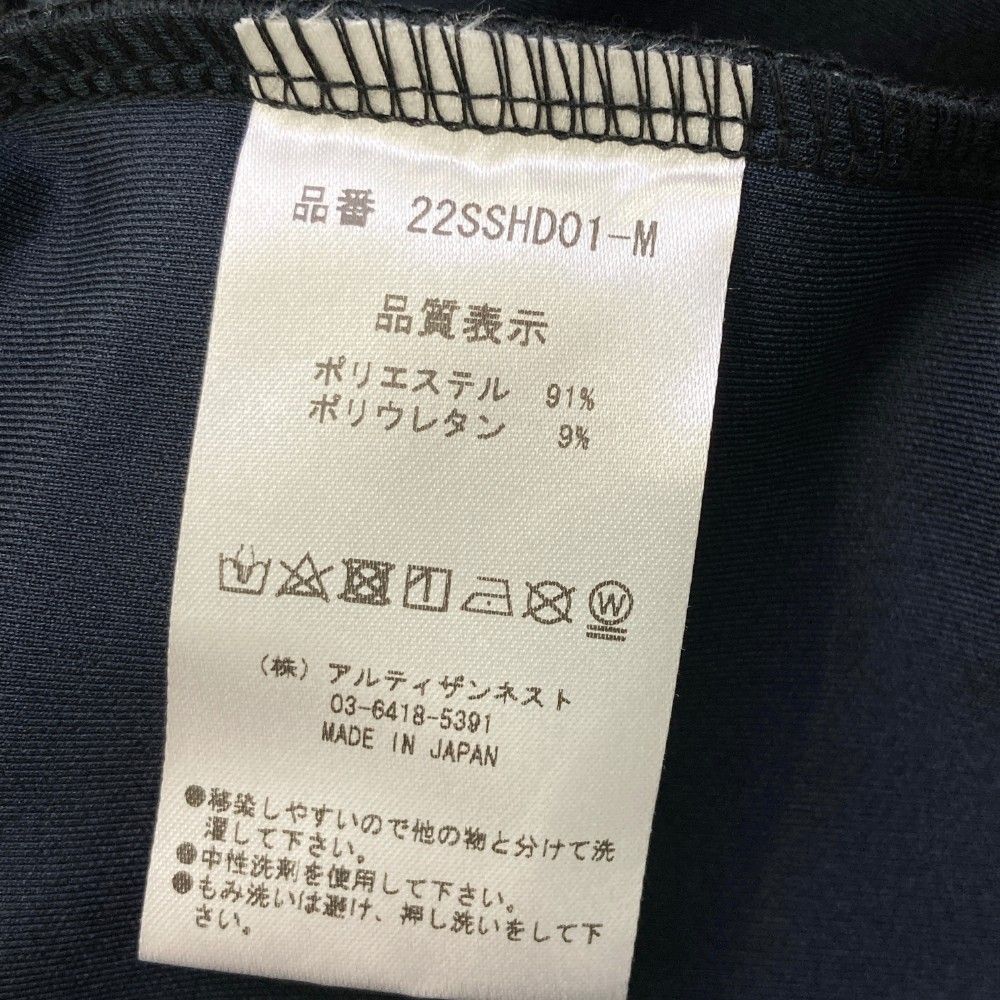 品番 22SSHD01-M
品質表示
ポリエステル 91%
ポリウレタン 9%
W
(株) アルティザンネスト
03-6418-5391
MADE IN JAPAN
●移染しやすいので他の物と分けて洗
濯して下さい。
●中性洗剤を使用して下さい。
●もみ洗いは避け、押し洗いをして下
さい。